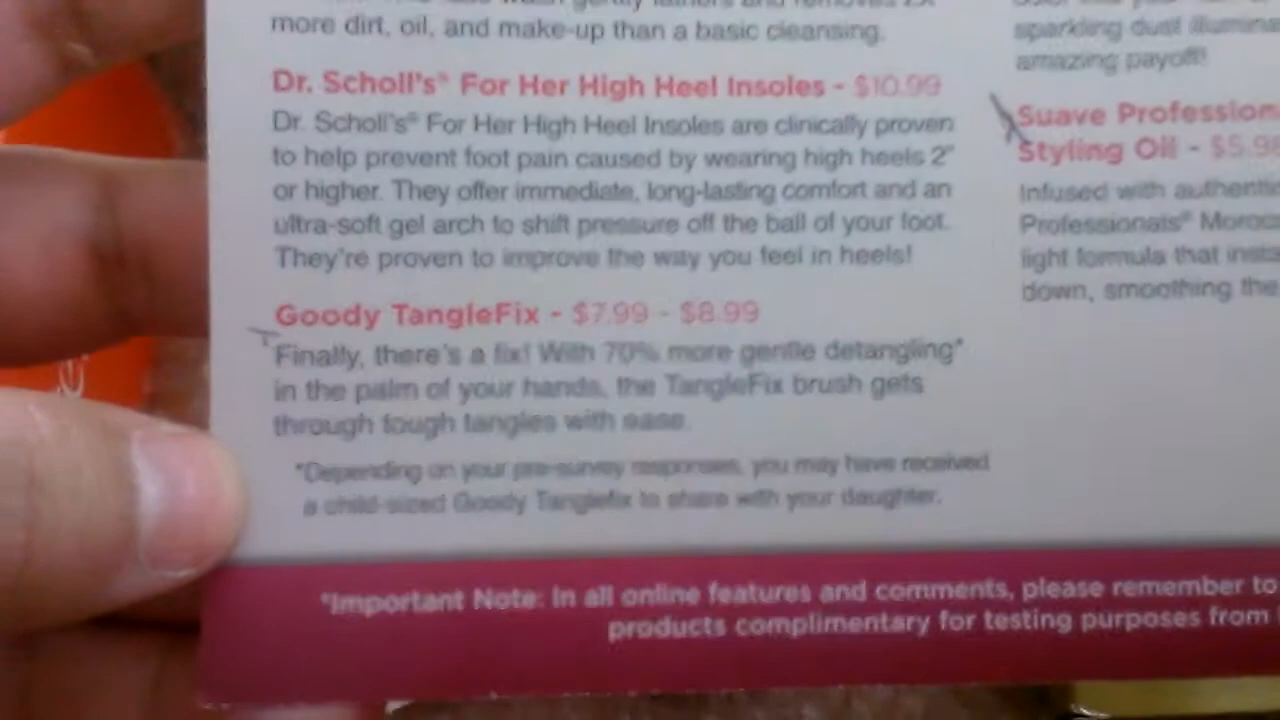 more dirt, oil, and make-up than a basic cleansing.
Dr. Scholl's® For Her High Heel Insoles - $10.99
Dr. Scholl's® For Her High Heel Insoles are clinically proven
to help prevent foot pain caused by wearing high heels 2"
or higher. They offer immediate, long-lasting comfort and an
ultra-soft gel arch to shift pressure off the ball of your foot.
They're proven to improve the way you feel in heels!
Goody TangleFix - $7.99 - $8.99
Finally, there's a fix! With 70% more gentle detangling*
in the palm of your hands, the TangleFix brush gets
through tough tangles with ease.
*Depending on your pre-survey responses, you may have received
a child-sized Goody Tanglefix to share with your daughter.
sparkling dust
amazing payoff!
Suave Profession
Styling Oil - $5.98
Infused with authentic
Professionals® Moroc
light formula that insta
down, smoothing the
*Important Note: In all online features and comments, please remember to
products complimentary for testing purposes from